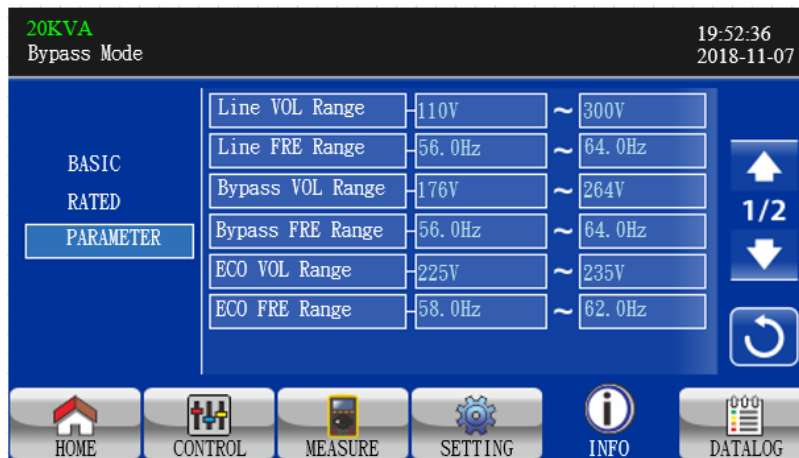 20KVA
Bypass Mode
19:52:36
2018-11-07
BASIC
RATED
PARAMETER
Line VOL Range 110V ~ 300V
Line FRE Range 56.0Hz ~ 64.0Hz
Bypass VOL Range 176V ~ 264V
Bypass FRE Range 56.0Hz ~ 64.0Hz
ECO VOL Range 225V ~ 235V
ECO FRE Range 58.0Hz ~ 62.0Hz
1/2
HOME CONTROL MEASURE SETTING INFO DATALOG